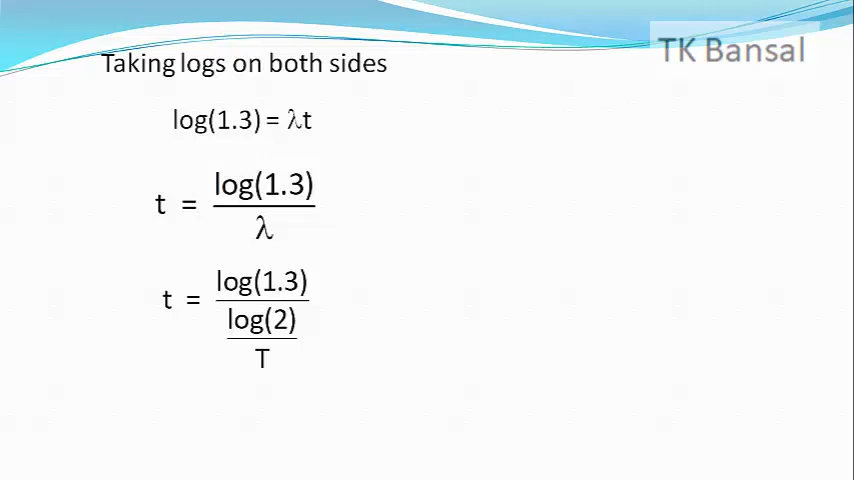 TK Bansal
Taking logs on both sides
log(1.3) = λt
t = log(1.3)
λ
t = log(1.3)
log(2)
T